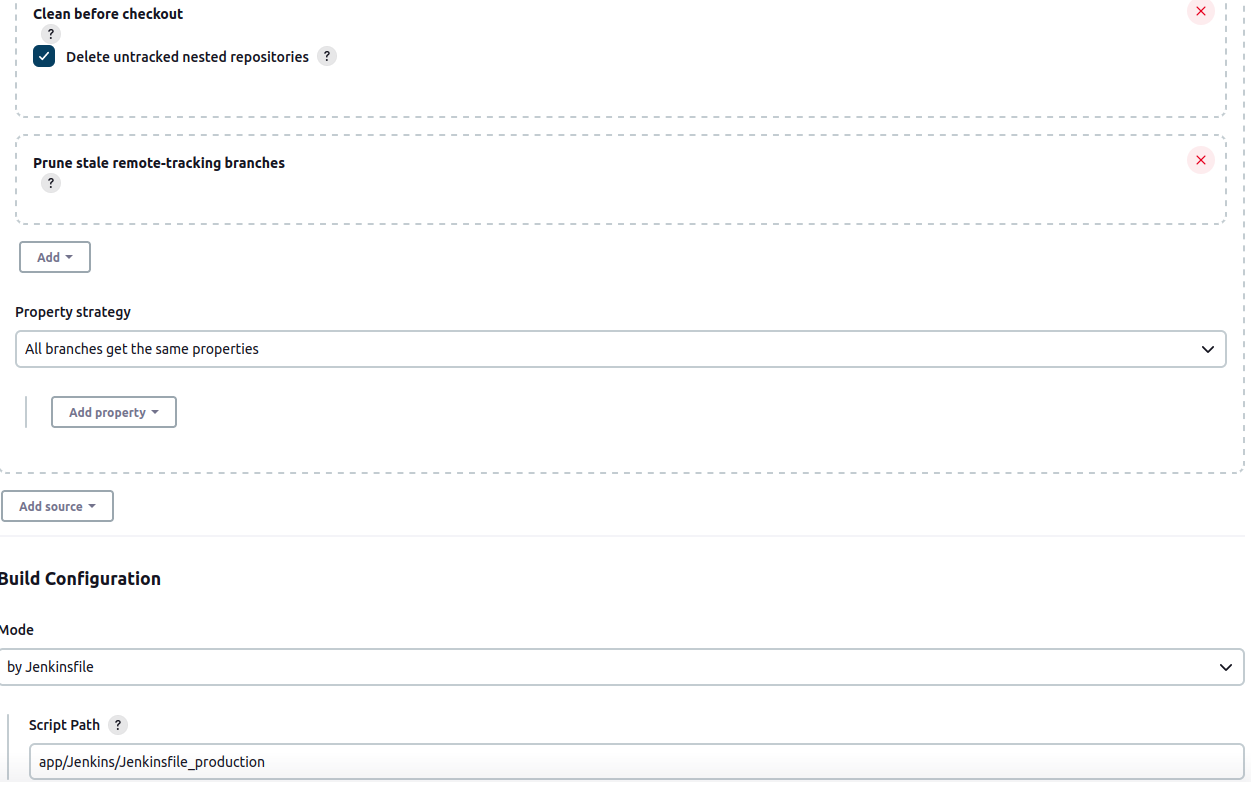 Clean before checkout
?
Delete untracked nested repositories ?
Prune stale remote-tracking branches
?
Add
Property strategy
All branches get the same properties
Add property
Add source
Build Configuration
Mode
by Jenkinsfile
Script Path ?
app/Jenkins/Jenkinsfile_production